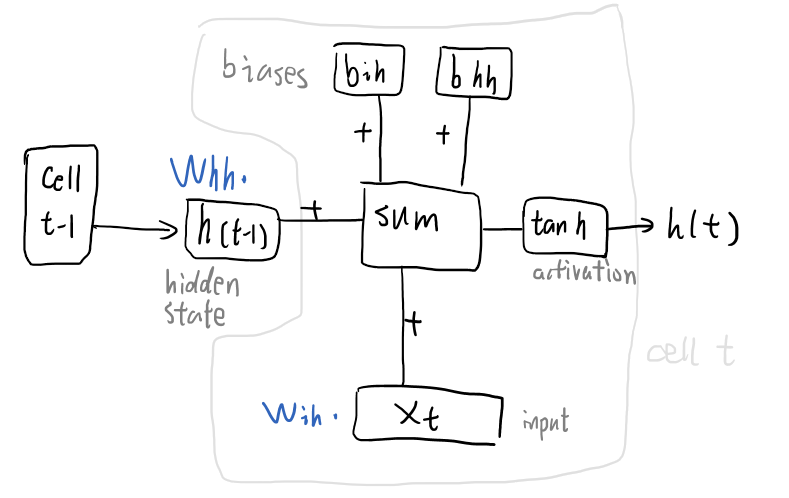 biases
bih
bhh
+
+
Cell
t-1
Whh.
h(t-1)
+
sum
tanh
h(t)
hidden
state
activation
+
cell t
Wih.
Xt
input